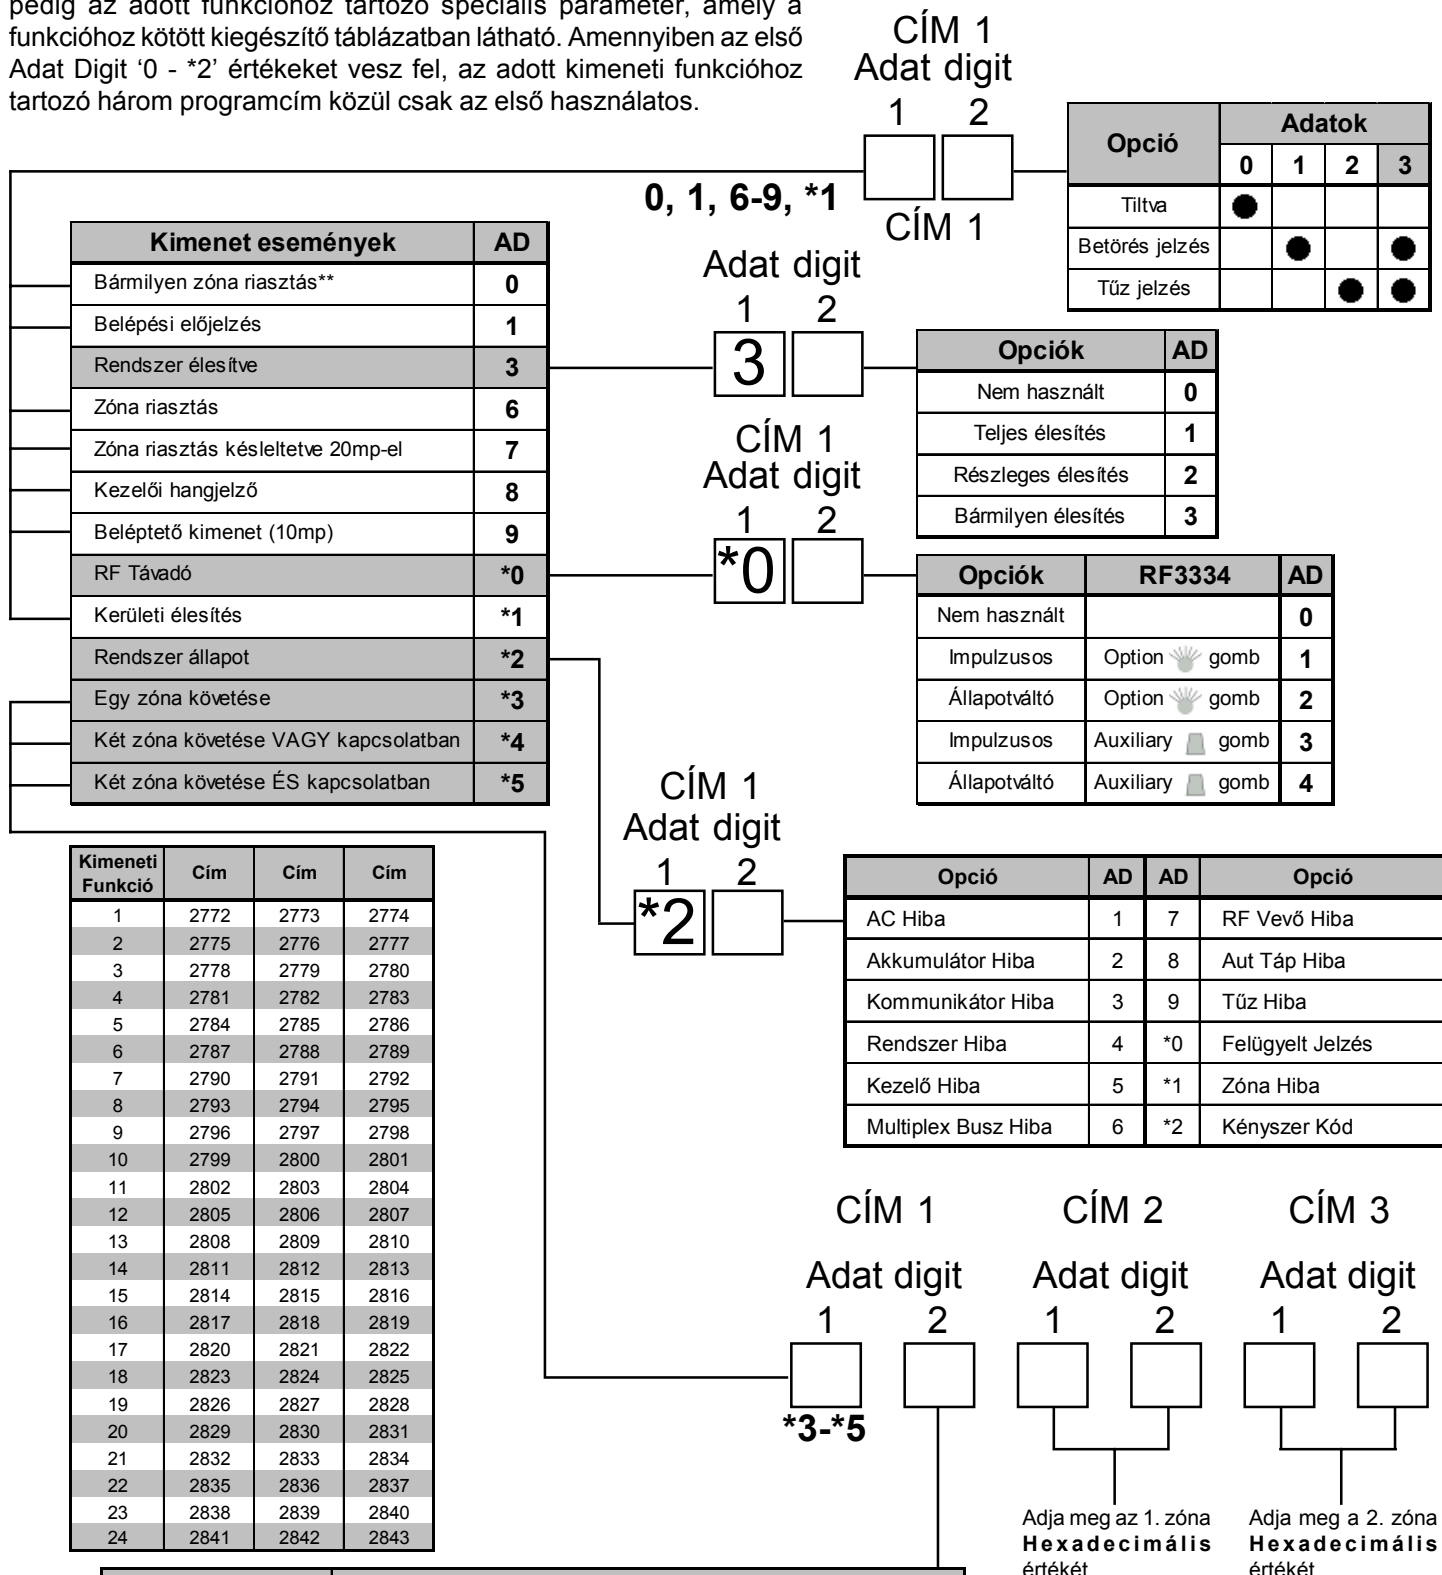 pedig az adott funkcióhoz tartozó speciális paraméter, amely a
funkcióhoz kötött kiegészítő táblázatban látható. Amennyiben az első
Adat Digit ‘0 - *2’ értékeket vesz fel, az adott kimeneti funkcióhoz
tartozó három programcím közül csak az első használatos.
CÍM 1
Adat digit
1 2
0, 1, 6-9, *1
CÍM 1
Opció Adatok
0 1 2 3
Tiltva ●
Betörés jelzés ● ●
Tűz jelzés ● ●
Kimenet események AD
Bármilyen zóna riasztás** 0
Belépési előjelzés 1
Rendszer élesítve 3
Zóna riasztás 6
Zóna riasztás késleltetve 20mp-el 7
Kezelői hangjelző 8
Beléptető kimenet (10mp) 9
RF Távadó *0
Kerületi élesítés *1
Rendszer állapot *2
Egy zóna követése *3
Két zóna követése VAGY kapcsolatban *4
Két zóna követése ÉS kapcsolatban *5
Adat digit
1 2
3
Opciók AD
Nem használt 0
Teljes élesítés 1
Részleges élesítés 2
Bármilyen élesítés 3
CÍM 1
Adat digit
1 2
*0
Opciók RF3334 AD
Nem használt 0
Impulzusos Option gomb 1
Állapotváltó Option gomb 2
Impulzusos Auxiliary gomb 3
Állapotváltó Auxiliary gomb 4
CÍM 1
Adat digit
1 2
*2
Opció AD AD Opció
AC Hiba 1 7 RF Vevő Hiba
Akkumulátor Hiba 2 8 Aut Táp Hiba
Kommunikátor Hiba 3 9 Tűz Hiba
Rendszer Hiba 4 *0 Felügyelt Jelzés
Kezelő Hiba 5 *1 Zóna Hiba
Multiplex Busz Hiba 6 *2 Kényszer Kód
Kimeneti
Funkció Cím Cím Cím
1 2772 2773 2774
2 2775 2776 2777
3 2778 2779 2780
4 2781 2782 2783
5 2784 2785 2786
6 2787 2788 2789
7 2790 2791 2792
8 2793 2794 2795
9 2796 2797 2798
10 2799 2800 2801
11 2802 2803 2804
12 2805 2806 2807
13 2808 2809 2810
14 2811 2812 2813
15 2814 2815 2816
16 2817 2818 2819
17 2820 2821 2822
18 2823 2824 2825
19 2826 2827 2828
20 2829 2830 2831
21 2832 2833 2834
22 2835 2836 2837
23 2838 2839 2840
24 2841 2842 2843
CÍM 1 CÍM 2 CÍM 3
Adat digit Adat digit Adat digit
1 2 1 2 1 2
*3-*5
Adja meg az 1. zóna
Hexadecimális
értékét
Adja meg a 2. zóna
Hexadecimális
értékét